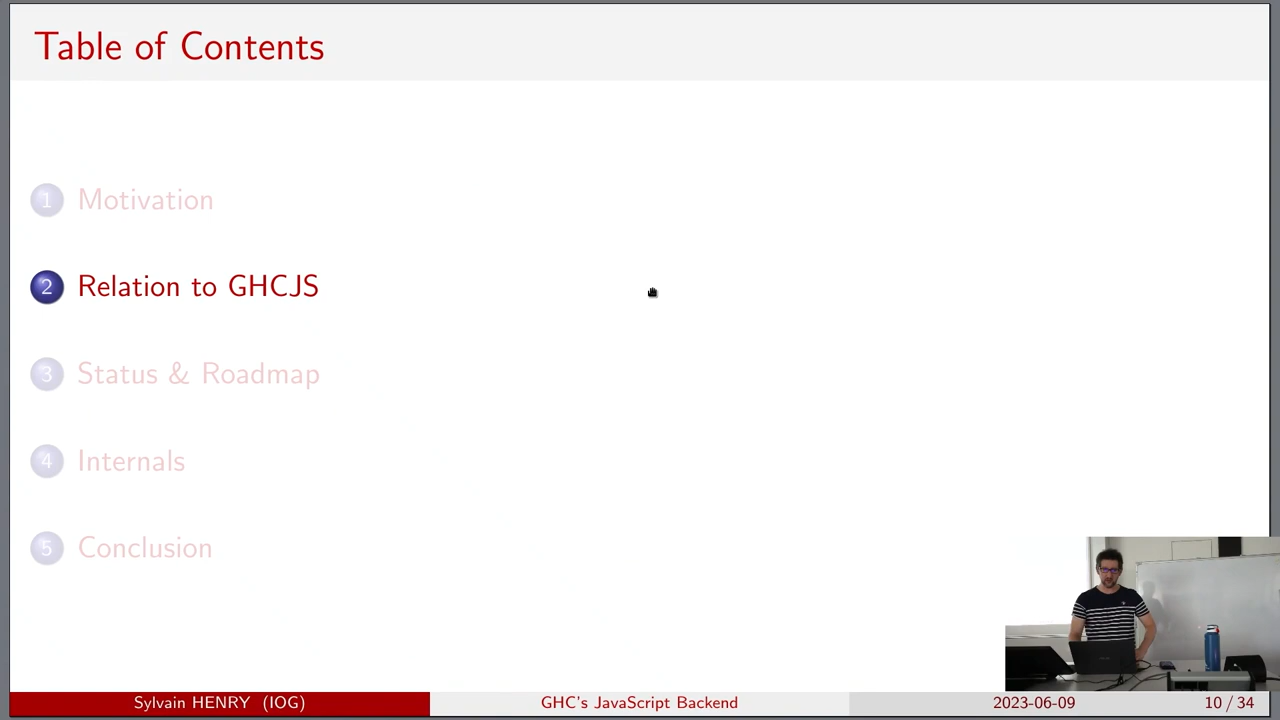 Table of Contents
1 Motivation
2 Relation to GHCJS
3 Status & Roadmap
4 Internals
5 Conclusion
Sylvain HENRY (IOG) GHC's JavaScript Backend 2023-06-09 10 / 34